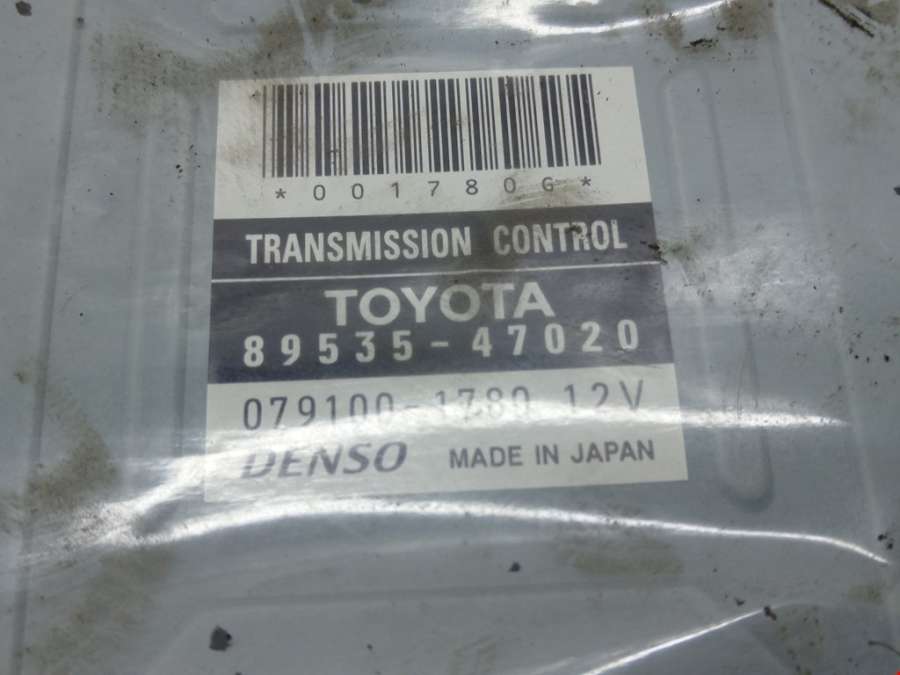 *001780G*
TRANSMISSION CONTROL
TOYOTA
89535-47020
079100-1780 12V
DENSO MADE IN JAPAN